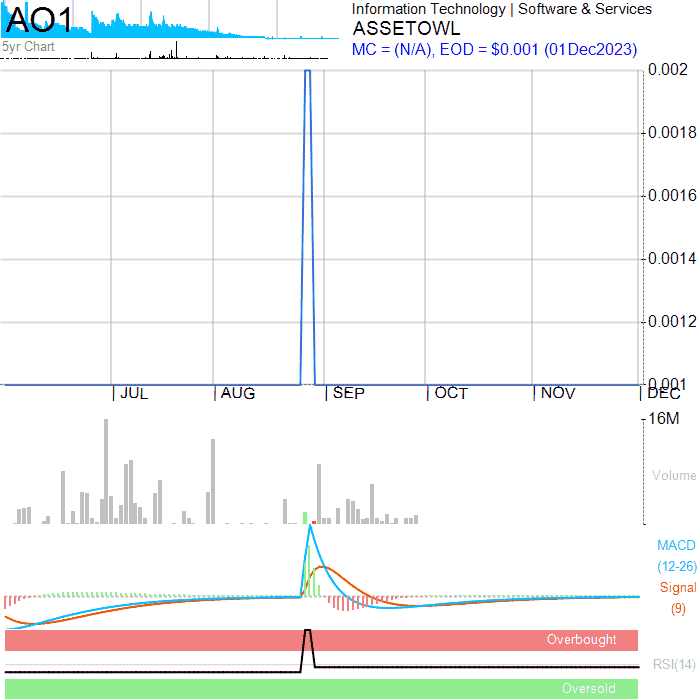 AO1
Information Technology | Software & Services
ASSETOWL
MC = (N/A), EOD = $0.001 (01Dec2023)
5yr Chart
0.002
0.0018
0.0016
0.0014
0.0012
0.001
JUL AUG SEP OCT NOV DEC
16M
Volume
MACD
(12-26)
Signal
(9)
Overbought
RSI(14)
Oversold